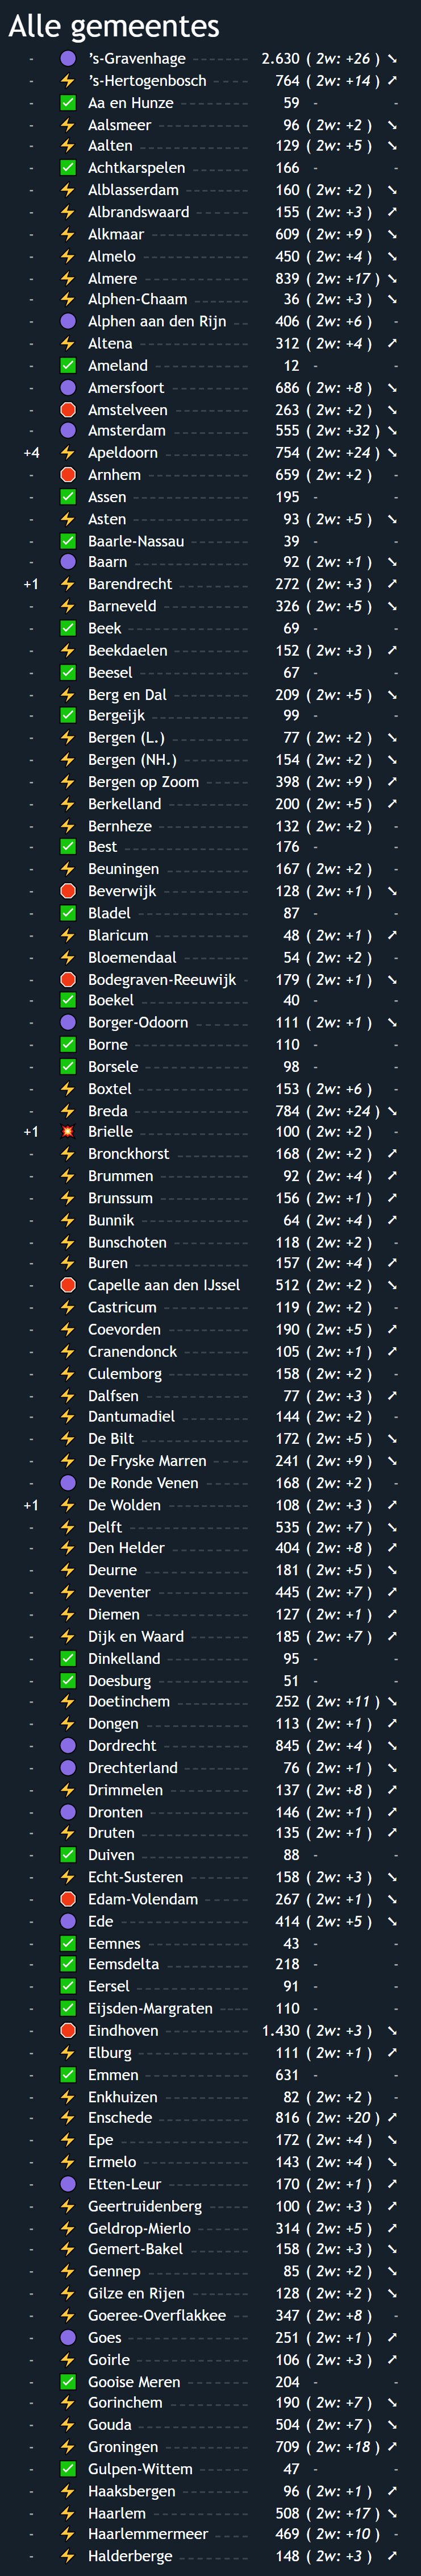 Alle gemeentes
- 's-Gravenhage 2.630 ( 2w: +26 ) ➘
- ⚡ 's-Hertogenbosch 764 ( 2w: +14 ) ➚
- ✅ Aa en Hunze 59 - -
- ⚡ Aalsmeer 96 ( 2w: +2 ) ➘
- ⚡ Aalten 129 ( 2w: +5 ) ➘
- ✅ Achtkarspelen 166 - -
- ⚡ Alblasserdam 160 ( 2w: +2 ) ➘
- ⚡ Albrandswaard 155 ( 2w: +3 ) ➚
- ⚡ Alkmaar 609 ( 2w: +9 ) ➘
- ⚡ Almelo 450 ( 2w: +4 ) ➘
- ⚡ Almere 839 ( 2w: +17 ) ➘
- ⚡ Alphen-Chaam 36 ( 2w: +3 ) ➘
- Alphen aan den Rijn 406 ( 2w: +6 ) -
- ⚡ Altena 312 ( 2w: +4 ) ➚
- ✅ Ameland 12 - -
- Amersfoort 686 ( 2w: +8 ) ➘
- Amstelveen 263 ( 2w: +2 ) ➘
- Amsterdam 555 ( 2w: +32 ) ➘
+4 ⚡ Apeldoorn 754 ( 2w: +24 ) ➘
- Arnhem 659 ( 2w: +2 ) -
- ✅ Assen 195 - -
- ⚡ Asten 93 ( 2w: +5 ) ➘
- ✅ Baarle-Nassau 39 - -
- Baarn 92 ( 2w: +1 ) ➘
+1 ⚡ Barendrecht 272 ( 2w: +3 ) ➚
- ⚡ Barneveld 326 ( 2w: +5 ) ➘
- ✅ Beek 69 - -
- ⚡ Beekdaelen 152 ( 2w: +3 ) ➚
- ✅ Beesel 67 - -
- ⚡ Berg en Dal 209 ( 2w: +5 ) ➘
- ✅ Bergeijk 99 - -
- ⚡ Bergen (L.) 77 ( 2w: +2 ) ➘
- ⚡ Bergen (NH.) 154 ( 2w: +2 ) ➘
- ⚡ Bergen op Zoom 398 ( 2w: +9 ) ➚
- ⚡ Berkelland 200 ( 2w: +5 ) ➚
- ⚡ Bernheze 132 ( 2w: +2 ) -
- ✅ Best 176 - -
- ⚡ Beuningen 167 ( 2w: +2 ) -
- Beverwijk 128 ( 2w: +1 ) ➘
- ✅ Bladel 87 - -
- ⚡ Blaricum 48 ( 2w: +1 ) ➚
- ⚡ Bloemendaal 54 ( 2w: +2 ) -
- Bodegraven-Reeuwijk 179 ( 2w: +1 ) ➘
- ✅ Boekel 40 - -
- Borger-Odoorn 111 ( 2w: +1 ) ➘
- ✅ Borne 110 - -
- ✅ Borsele 98 - -
- ⚡ Boxtel 153 ( 2w: +6 ) -
- ⚡ Breda 784 ( 2w: +24 ) ➘
+1 Brielle 100 ( 2w: +2 ) -
- ⚡ Bronckhorst 168 ( 2w: +2 ) ➚
- ⚡ Brummen 92 ( 2w: +4 ) ➚
- ⚡ Brunssum 156 ( 2w: +1 ) ➚
- ⚡ Bunnik 64 ( 2w: +4 ) ➚
- ⚡ Bunschoten 118 ( 2w: +2 ) -
- ⚡ Buren 157 ( 2w: +4 ) ➚
- Capelle aan den IJssel 512 ( 2w: +2 ) ➘
- ⚡ Castricum 119 ( 2w: +2 ) -
- ⚡ Coevorden 190 ( 2w: +5 ) ➚
- ⚡ Cranendonck 105 ( 2w: +1 ) ➚
- ⚡ Culemborg 158 ( 2w: +2 ) -
- ⚡ Dalfsen 77 ( 2w: +3 ) ➚
- ⚡ Dantumadiel 144 ( 2w: +2 ) -
- ⚡ De Bilt 172 ( 2w: +5 ) ➘
- ⚡ De Fryske Marren 241 ( 2w: +9 ) ➘
- De Ronde Venen 168 ( 2w: +2 ) -
+1 ⚡ De Wolden 108 ( 2w: +3 ) ➚
- ⚡ Delft 535 ( 2w: +7 ) ➘
- ⚡ Den Helder 404 ( 2w: +8 ) ➚
- ⚡ Deurne 181 ( 2w: +5 ) ➘
- ⚡ Deventer 445 ( 2w: +7 ) ➚
- ⚡ Diemen 127 ( 2w: +1 ) ➚
- ⚡ Dijk en Waard 185 ( 2w: +7 ) ➚
- ✅ Dinkelland 95 - -
- ✅ Doesburg 51 - -
- ⚡ Doetinchem 252 ( 2w: +11 ) ➘
- ⚡ Dongen 113 ( 2w: +1 ) ➚
- Dordrecht 845 ( 2w: +4 ) ➘
- Drechterland 76 ( 2w: +1 ) ➘
- ⚡ Drimmelen 137 ( 2w: +8 ) ➚
- Dronten 146 ( 2w: +1 ) ➚
- ⚡ Druten 135 ( 2w: +1 ) ➚
- ✅ Duiven 88 - -
- ⚡ Echt-Susteren 158 ( 2w: +3 ) ➘
- Edam-Volendam 267 ( 2w: +1 ) ➘
- Ede 414 ( 2w: +5 ) ➘
- ✅ Eemnes 43 - -
- ✅ Eemsdelta 218 - -
- ✅ Eersel 91 - -
- ✅ Eijsden-Margraten 110 - -
- Eindhoven 1.430 ( 2w: +3 ) ➘
- ⚡ Elburg 111 ( 2w: +1 ) ➚
- ✅ Emmen 631 - -
- ⚡ Enkhuizen 82 ( 2w: +2 ) -
- ⚡ Enschede 816 ( 2w: +20 ) ➚
- ⚡ Epe 172 ( 2w: +4 ) ➘
- ⚡ Ermelo 143 ( 2w: +4 ) ➘
- Etten-Leur 170 ( 2w: +1 ) ➚
- ⚡ Geertruidenberg 100 ( 2w: +3 ) ➚
- ⚡ Geldrop-Mierlo 314 ( 2w: +5 ) ➚
- ⚡ Gemert-Bakel 158 ( 2w: +3 ) ➘
- ⚡ Gennep 85 ( 2w: +2 ) ➘
- ⚡ Gilze en Rijen 128 ( 2w: +2 ) ➘
- ⚡ Goeree-Overflakkee 347 ( 2w: +8 ) -
- Goes 251 ( 2w: +1 ) ➚
- ⚡ Goirle 106 ( 2w: +3 ) ➚
- ✅ Gooise Meren 204 - -
- ⚡ Gorinchem 190 ( 2w: +7 ) ➘
- ⚡ Gouda 504 ( 2w: +7 ) ➘
- ⚡ Groningen 709 ( 2w: +18 ) ➚
- ✅ Gulpen-Wittem 47 - -
- ⚡ Haaksbergen 96 ( 2w: +1 ) ➚
- ⚡ Haarlem 508 ( 2w: +17 ) ➘
- ⚡ Haarlemmermeer 469 ( 2w: +10 ) -
- ⚡ Halderberge 148 ( 2w: +3 ) ➚